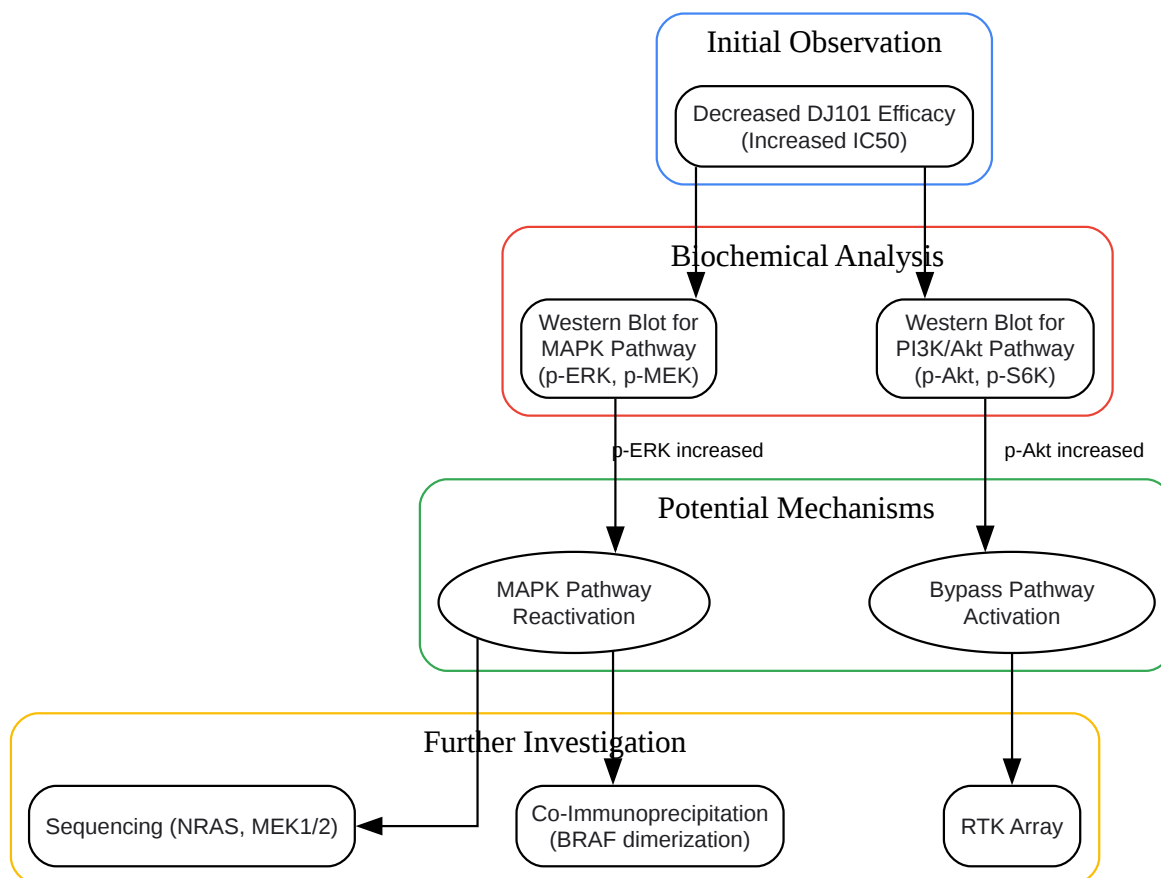 Initial Observation
Decreased DJ101 Efficacy
(Increased IC50)
Biochemical Analysis
Western Blot for
MAPK Pathway
(p-ERK, p-MEK)
Western Blot for
PI3K/Akt Pathway
(p-Akt, p-S6K)
p-ERK increased
p-Akt increased
Potential Mechanisms
MAPK Pathway
Reactivation
Bypass Pathway
Activation
Further Investigation
Sequencing (NRAS, MEK1/2)
Co-Immunoprecipitation
(BRAF dimerization)
RTK Array